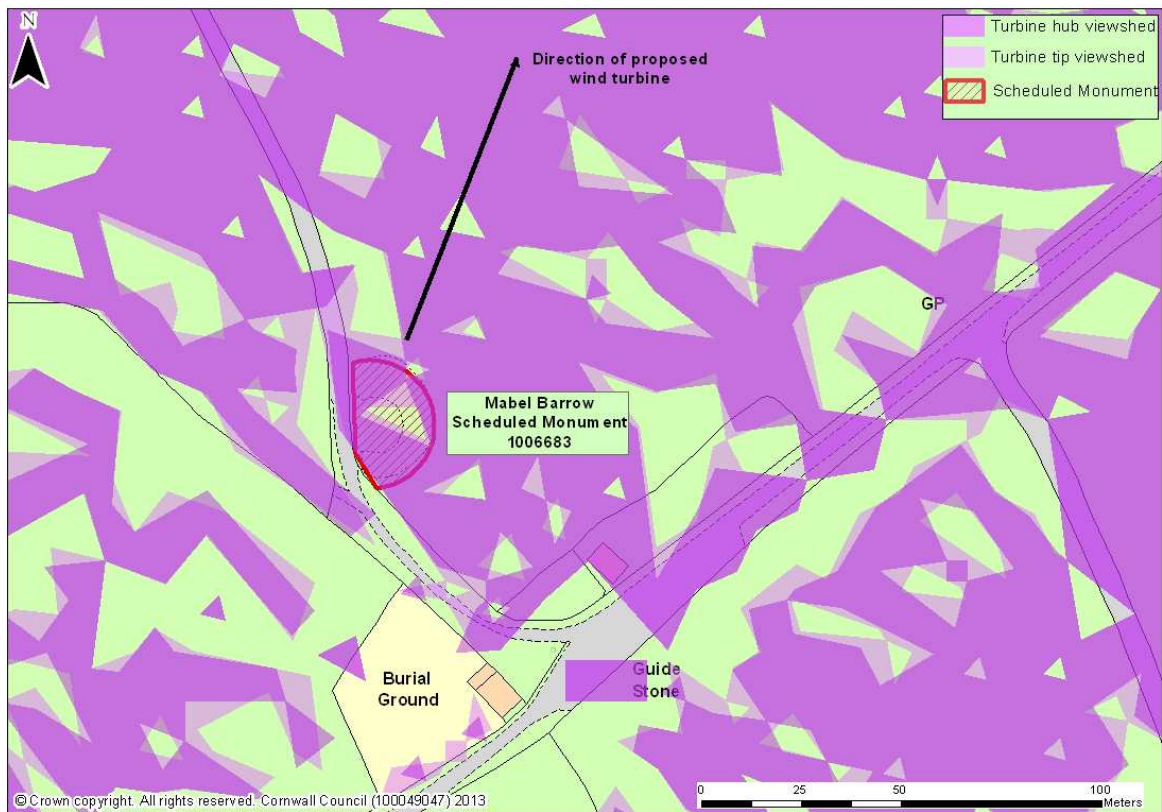 N
Turbine hub viewshed
Turbine tip viewshed
Scheduled Monument
Direction of proposed
wind turbine
GP
Mabel Barrow
Scheduled Monument
1006683
Burial
Ground
Guide
Stone
© Crown copyright. All rights reserved. Cornwall Council (100049047) 2013
0 25 50 100
Meters